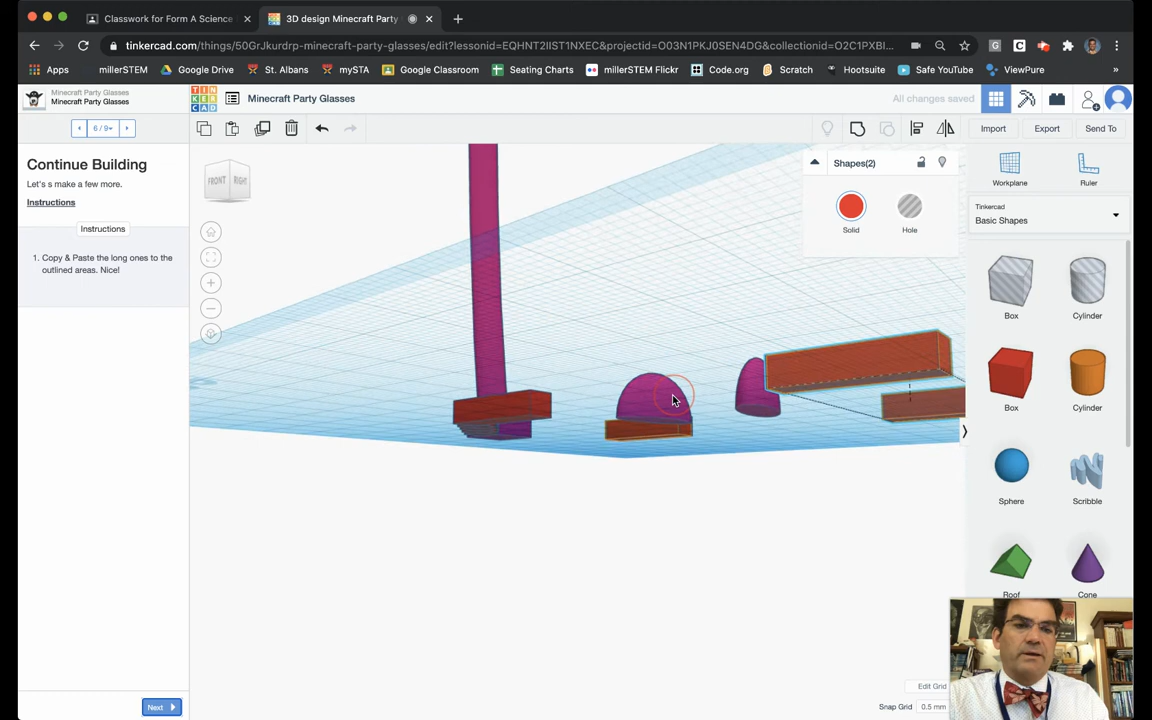 Classwork for Form A Science
3D design Minecraft Party
tinkercad.com/things/50GrJkurdrp-minecraft-party-glasses/edit?lessonid=EQHNT2IIST1NXEC&projectid=O03N1PKJ0SEN4DG&collectionid=O2C1PXBI...
Apps
millerSTEM
Google Drive
St. Albans
mySTA
Google Classroom
Seating Charts
millerSTEM Flickr
Code.org
Scratch
Hootsuite
Safe YouTube
ViewPure
»
Minecraft Party Glasses
Minecraft Party Glasses
TIN
KER
CAD
Minecraft Party Glasses
All changes saved
6 / 9
Import
Export
Send To
Continue Building
Let's s make a few more.
Instructions
Instructions
1. Copy & Paste the long ones to the
outlined areas. Nice!
FRONT
RIGHT
Shapes(2)
Solid
Hole
Workplane
Ruler
Tinkercad
Basic Shapes
Box
Cylinder
Box
Cylinder
Sphere
Scribble
Roof
Cone
Edit Grid
Snap Grid
0.5 mm
Next